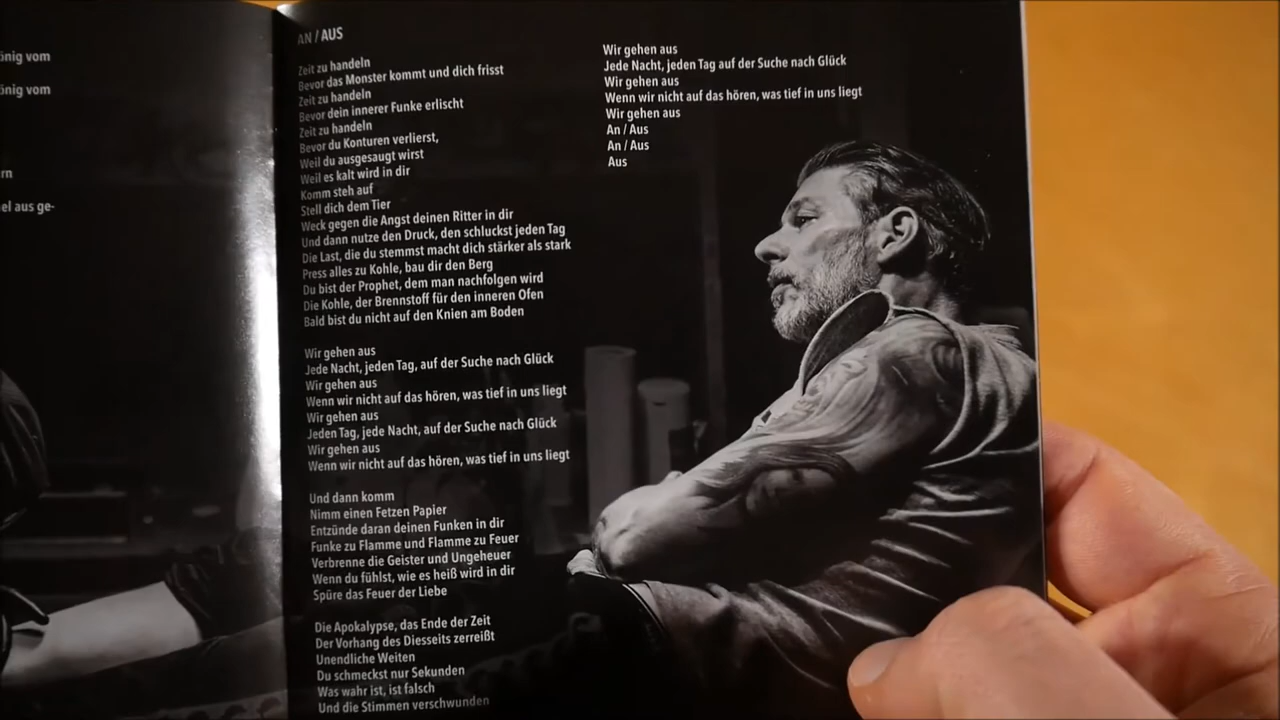 önig vom
önig vom
rn
el aus ge-
AN / AUS
Zeit zu handeln
Bevor das Monster kommt und dich frisst
Zeit zu handeln
Bevor dein innerer Funke erlischt
Zeit zu handeln
Bevor du Konturen verlierst,
Weil du ausgesaugt wirst
Weil es kalt wird in dir
Komm steh auf
Stell dich dem Tier
Weck gegen die Angst deinen Ritter in dir
Und dann nutze den Druck, den schluckst jeden Tag
Die Last, die du stemmst macht dich stärker als stark
Press alles zu Kohle, bau dir den Berg
Du bist der Prophet, dem man nachfolgen wird
Die Kohle, der Brennstoff für den inneren Ofen
Bald bist du nicht auf den Knien am Boden
Wir gehen aus
Jede Nacht, jeden Tag, auf der Suche nach Glück
Wir gehen aus
Wenn wir nicht auf das hören, was tief in uns liegt
Wir gehen aus
Jeden Tag, jede Nacht, auf der Suche nach Glück
Wir gehen aus
Wenn wir nicht auf das hören, was tief in uns liegt
Und dann komm
Nimm einen Fetzen Papier
Entzünde daran deinen Funken in dir
Funke zu Flamme und Flamme zu Feuer
Verbrenne die Geister und Ungeheuer
Wenn du fühlst, wie es heiß wird in dir
Spüre das Feuer der Liebe
Die Apokalypse, das Ende der Zeit
Der Vorhang des Diesseits zerreißt
Unendliche Weiten
Du schmeckst nur Sekunden
Was wahr ist, ist falsch
Und die Stimmen verschwunden
Wir gehen aus
Jede Nacht, jeden Tag auf der Suche nach Glück
Wir gehen aus
Wenn wir nicht auf das hören, was tief in uns liegt
Wir gehen aus
An / Aus
An / Aus
Aus